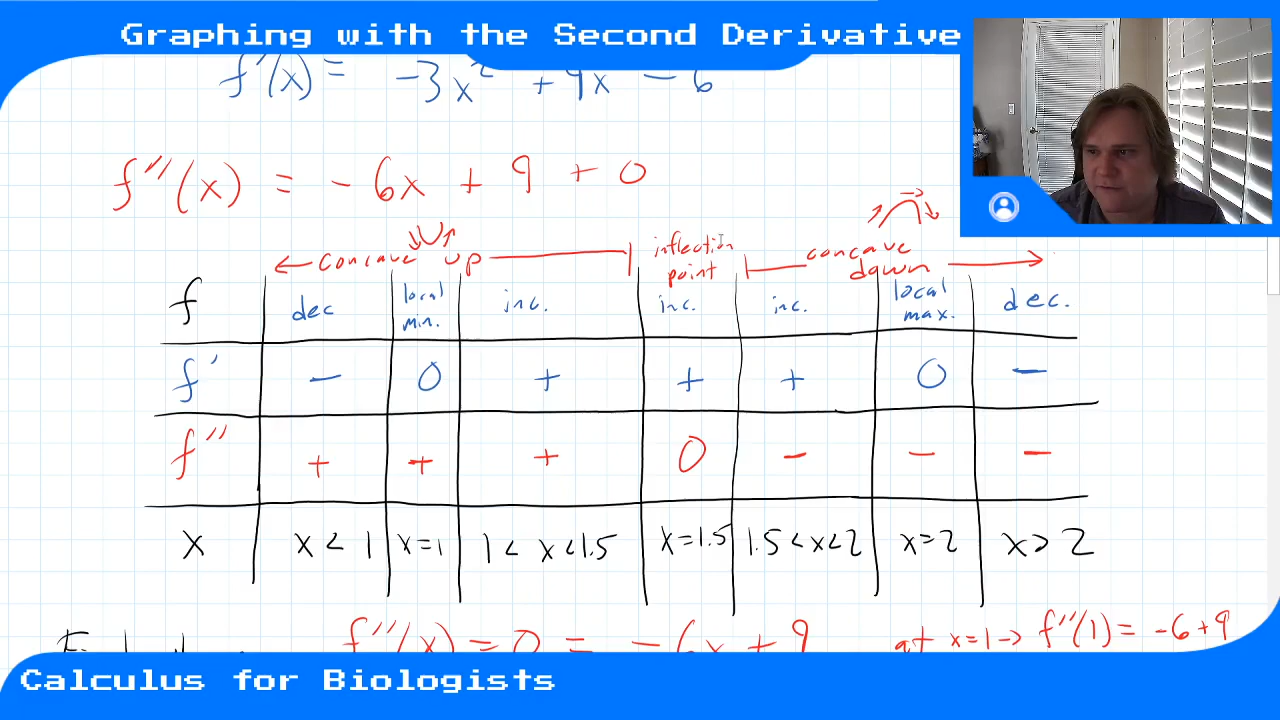 Graphing with the Second Derivative
f'(x) = -3x² + 9x - 6
f''(x) = -6x + 9 + 0
← concave up
inflection point
concave down →
f dec local min. inc. inc. inc. local max. dec.
f' - 0 + + + 0 -
f'' + + + 0 - - -
x x < 1 x=1 1 < x < 1.5 x=1.5 1.5 < x < 2 x=2 x > 2
f''(x) = 0 = -6x + 9
at x=1 → f''(1) = -6+9
Calculus for Biologists